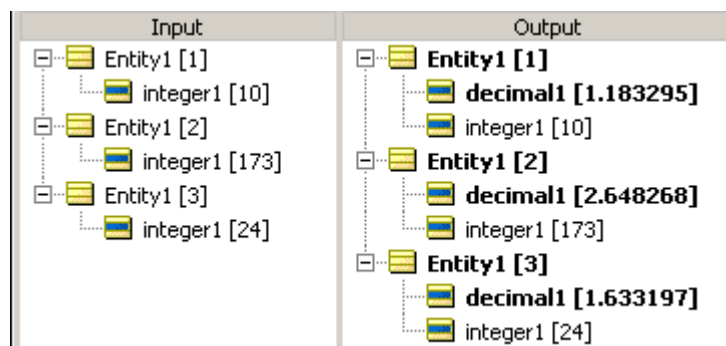 Input
Entity1 [1]
integer1 [10]
Entity1 [2]
integer1 [173]
Entity1 [3]
integer1 [24]
Output
Entity1 [1]
decimal1 [1.183295]
integer1 [10]
Entity1 [2]
decimal1 [2.648268]
integer1 [173]
Entity1 [3]
decimal1 [1.633197]
integer1 [24]